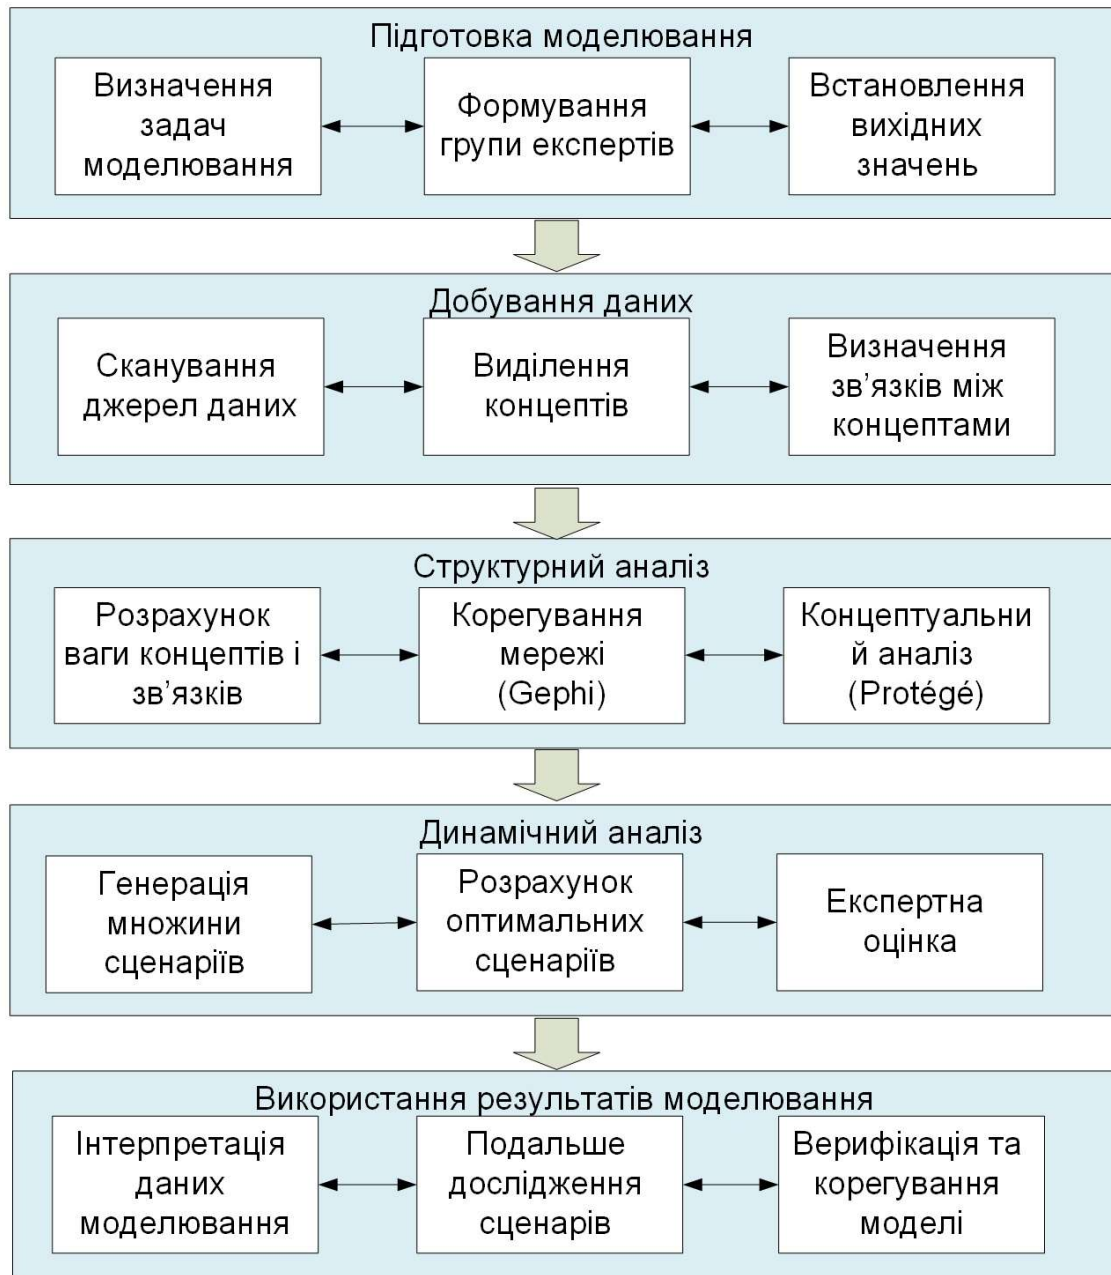 Підготовка моделювання
Визначення
задач
моделювання
Формування
групи експертів
Встановлення
вихідних
значень
Добування даних
Сканування
джерел даних
Виділення
концептів
Визначення
зв’язків між
концептами
Структурний аналіз
Розрахунок
ваги концептів і
зв’язків
Корегування
мережі
(Gephi)
Концептуальни
й аналіз
(Protégé)
Динамічний аналіз
Генерація
множини
сценаріїв
Розрахунок
оптимальних
сценаріїв
Експертна
оцінка
Використання результатів моделювання
Інтерпретація
даних
моделювання
Подальше
дослідження
сценарів
Верифікація та
корегування
моделі